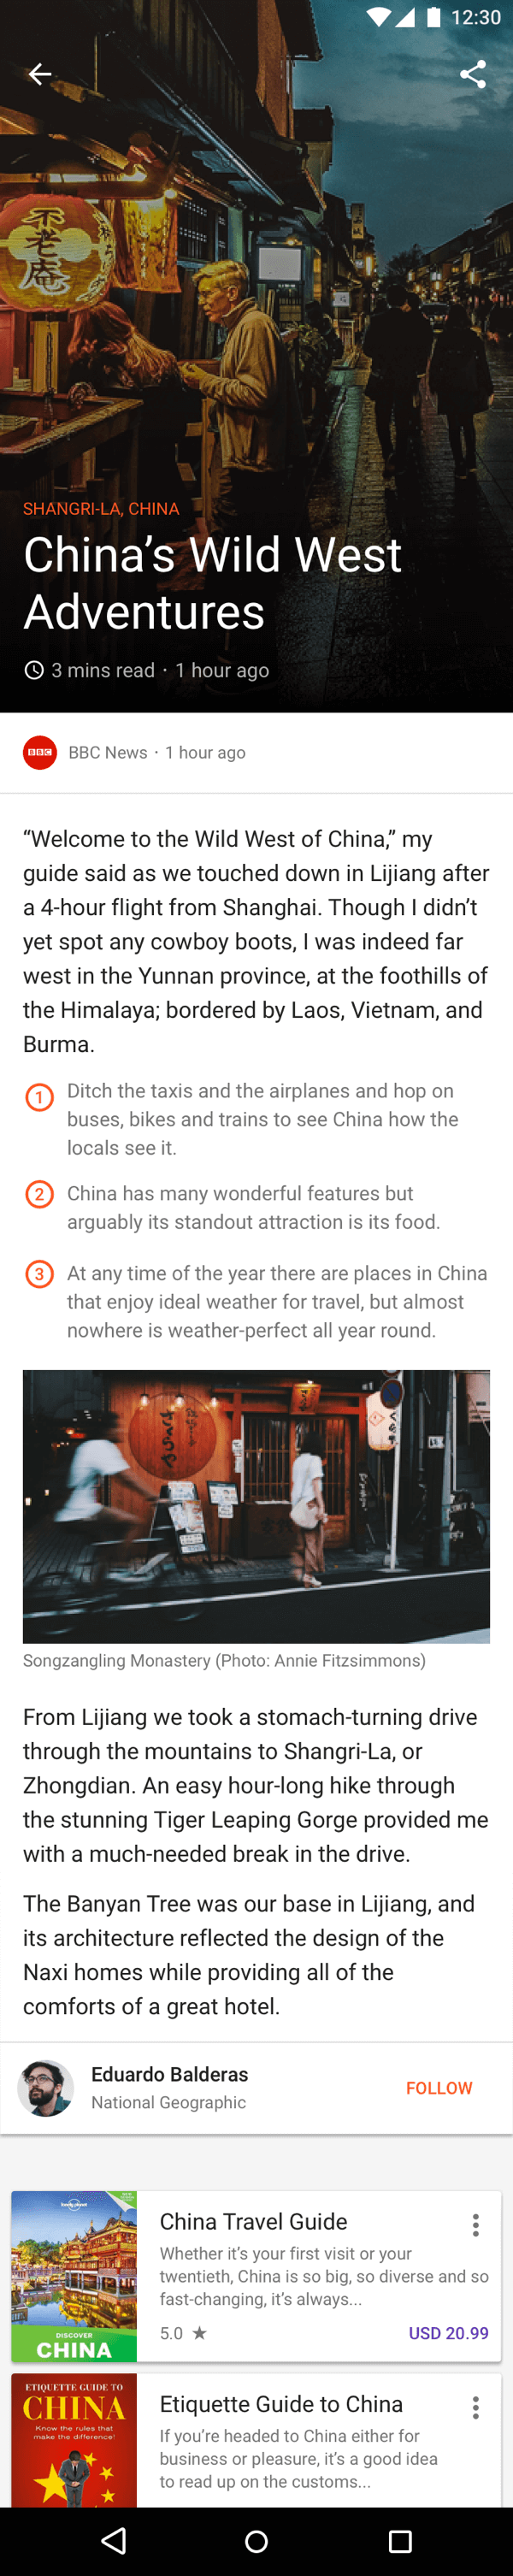 12:30
不老庵
SHANGRI-LA, CHINA
China’s Wild West
Adventures
3 mins read · 1 hour ago
BBC
BBC News · 1 hour ago
“Welcome to the Wild West of China,” my
guide said as we touched down in Lijiang after
a 4-hour flight from Shanghai. Though I didn’t
yet spot any cowboy boots, I was indeed far
west in the Yunnan province, at the foothills of
the Himalaya; bordered by Laos, Vietnam, and
Burma.
1 Ditch the taxis and the airplanes and hop on
buses, bikes and trains to see China how the
locals see it.
2 China has many wonderful features but
arguably its standout attraction is its food.
3 At any time of the year there are places in China
that enjoy ideal weather for travel, but almost
nowhere is weather-perfect all year round.
Songzangling Monastery (Photo: Annie Fitzsimmons)
From Lijiang we took a stomach-turning drive
through the mountains to Shangri-La, or
Zhongdian. An easy hour-long hike through
the stunning Tiger Leaping Gorge provided me
with a much-needed break in the drive.
The Banyan Tree was our base in Lijiang, and
its architecture reflected the design of the
Naxi homes while providing all of the
comforts of a great hotel.
Eduardo Balderas
National Geographic
FOLLOW
lonely planet
DISCOVER
CHINA
China Travel Guide
Whether it’s your first visit or your
twentieth, China is so big, so diverse and so
fast-changing, it’s always...
5.0 ★
USD 20.99
ETIQUETTE GUIDE TO
CHINA
Know the rules that
make the difference!
Etiquette Guide to China
If you’re headed to China either for
business or pleasure, it’s a good idea
to read up on the customs...